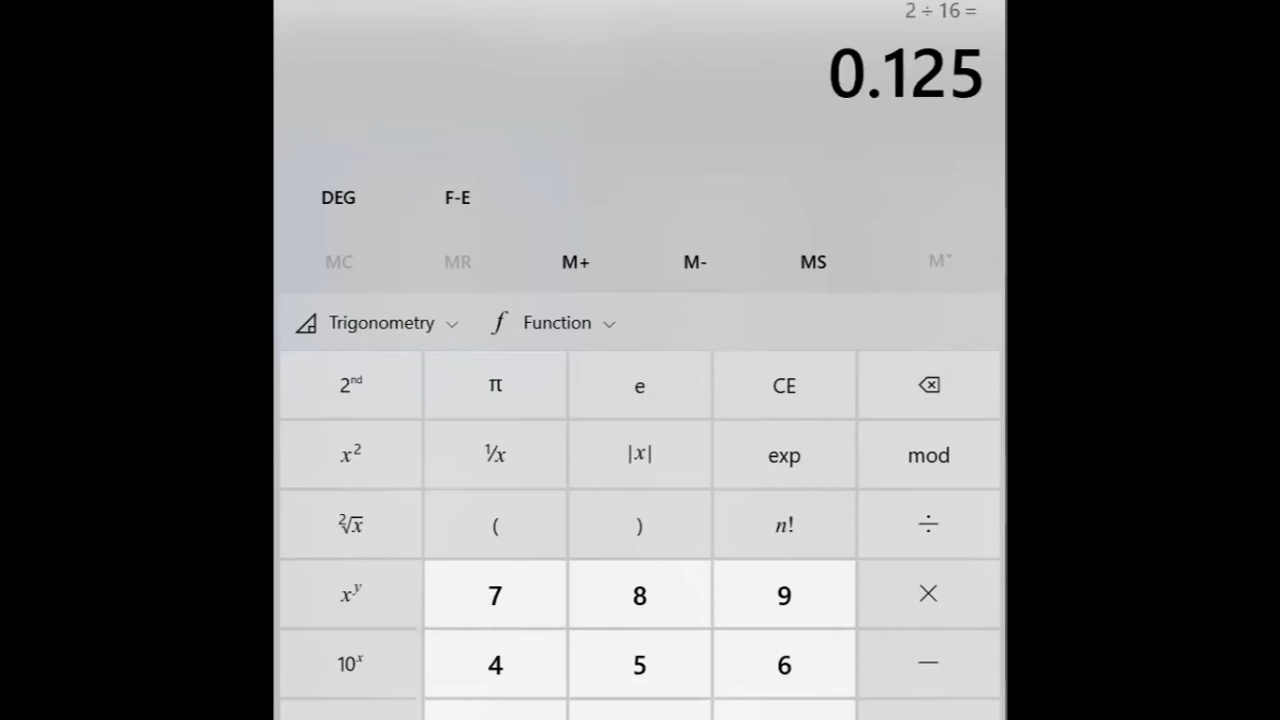 2 ÷ 16 =
0.125
DEG F-E
MC MR M+ M- MS M˅
Trigonometry f Function
2ⁿᵈ π e CE
x² ¹/x |x| exp mod
²√x ( ) n! ÷
xʸ 7 8 9 ×
10ˣ 4 5 6 −